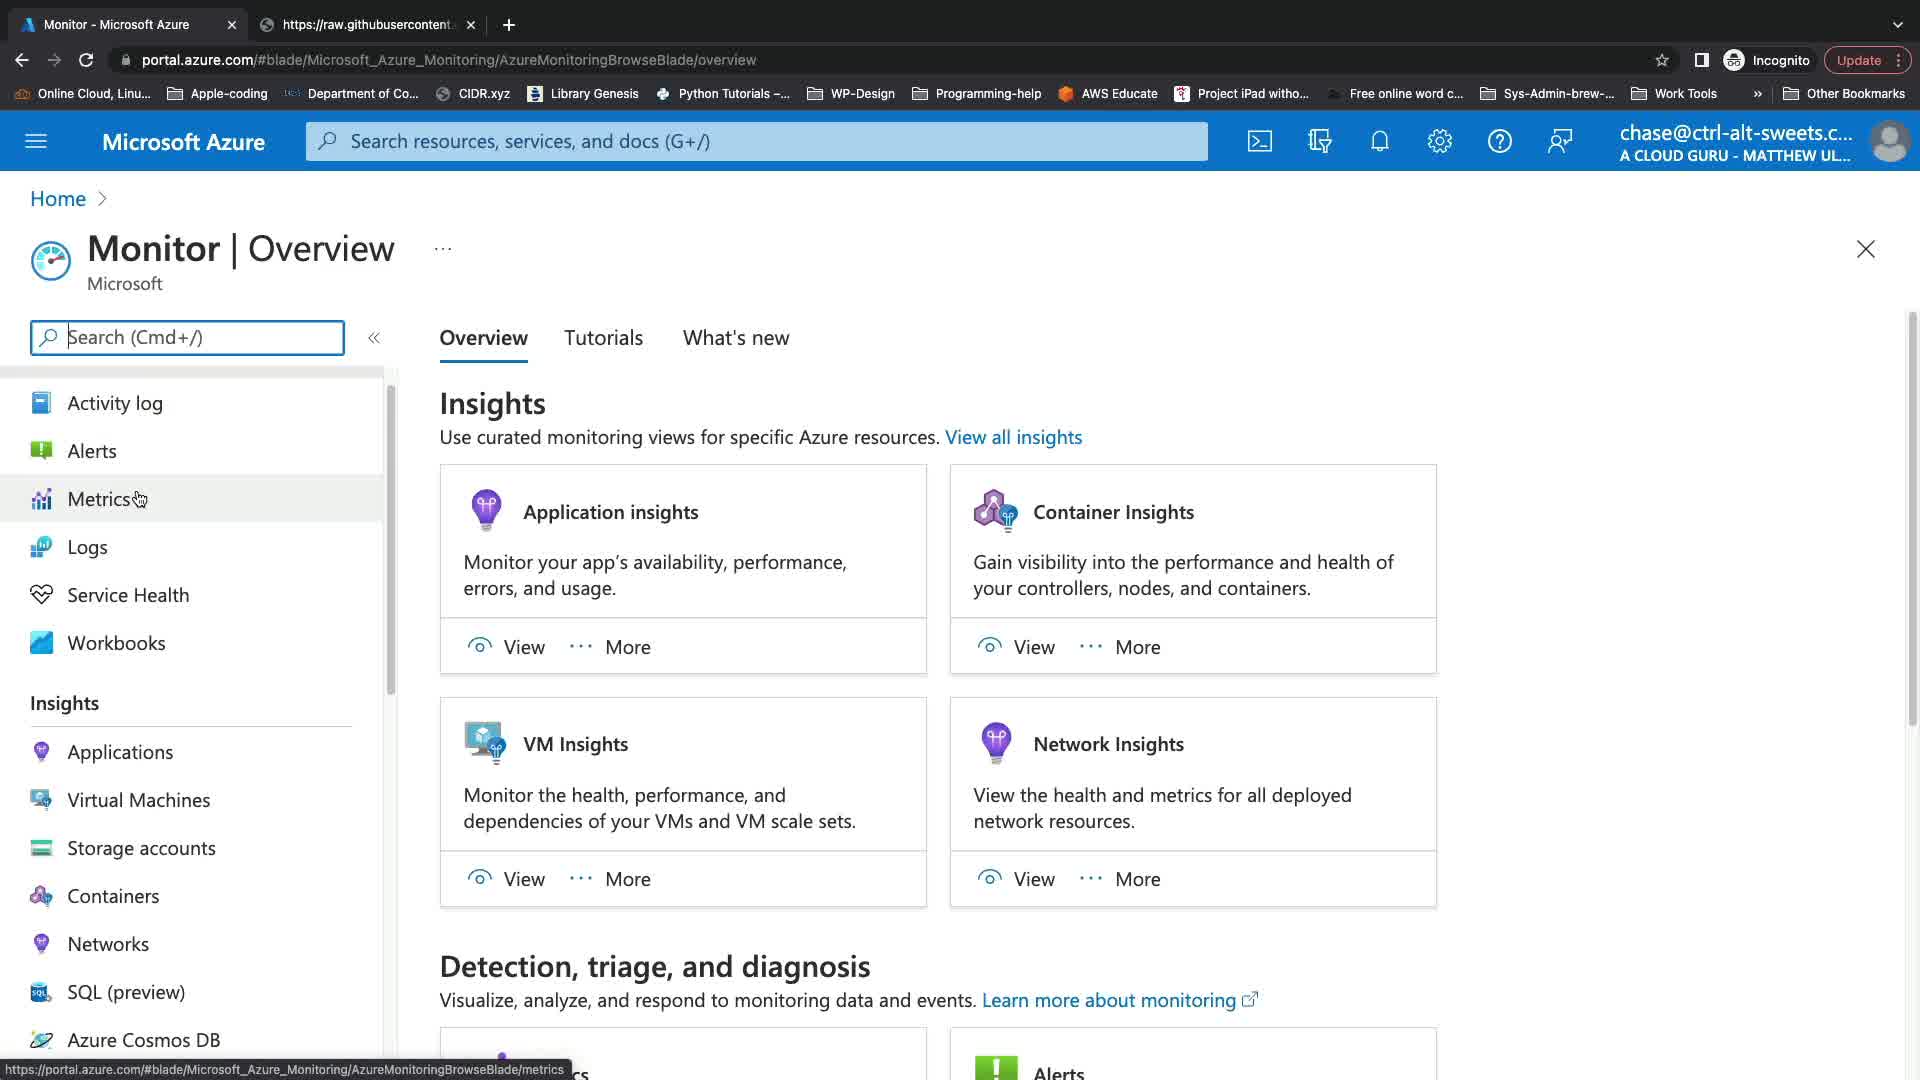 Monitor - Microsoft Azure
https://raw.githubusercontent.
portal.azure.com/#blade/Microsoft_Azure_Monitoring/AzureMonitoringBrowseBlade/overview
Incognito
Update
Online Cloud, Linu...
Apple-coding
Department of Co...
CIDR.xyz
Library Genesis
Python Tutorials –...
WP-Design
Programming-help
AWS Educate
Project iPad witho...
Free online word c...
Sys-Admin-brew-...
Work Tools
»
Other Bookmarks
Microsoft Azure
Search resources, services, and docs (G+/)
chase@ctrl-alt-sweets.c...
A CLOUD GURU - MATTHEW UL...
Home
Monitor | Overview
...
Microsoft
Search (Cmd+/)
«
Overview
Tutorials
What's new
Activity log
Alerts
Metrics
Logs
Service Health
Workbooks
Insights
Applications
Virtual Machines
Storage accounts
Containers
Networks
SQL (preview)
Azure Cosmos DB
Insights
Use curated monitoring views for specific Azure resources. View all insights
Application insights
Monitor your app's availability, performance,
errors, and usage.
View
... More
Container Insights
Gain visibility into the performance and health of
your controllers, nodes, and containers.
View
... More
VM Insights
Monitor the health, performance, and
dependencies of your VMs and VM scale sets.
View
... More
Network Insights
View the health and metrics for all deployed
network resources.
View
... More
Detection, triage, and diagnosis
Visualize, analyze, and respond to monitoring data and events. Learn more about monitoring
Alerts
https://portal.azure.com/#blade/Microsoft_Azure_Monitoring/AzureMonitoringBrowseBlade/metrics